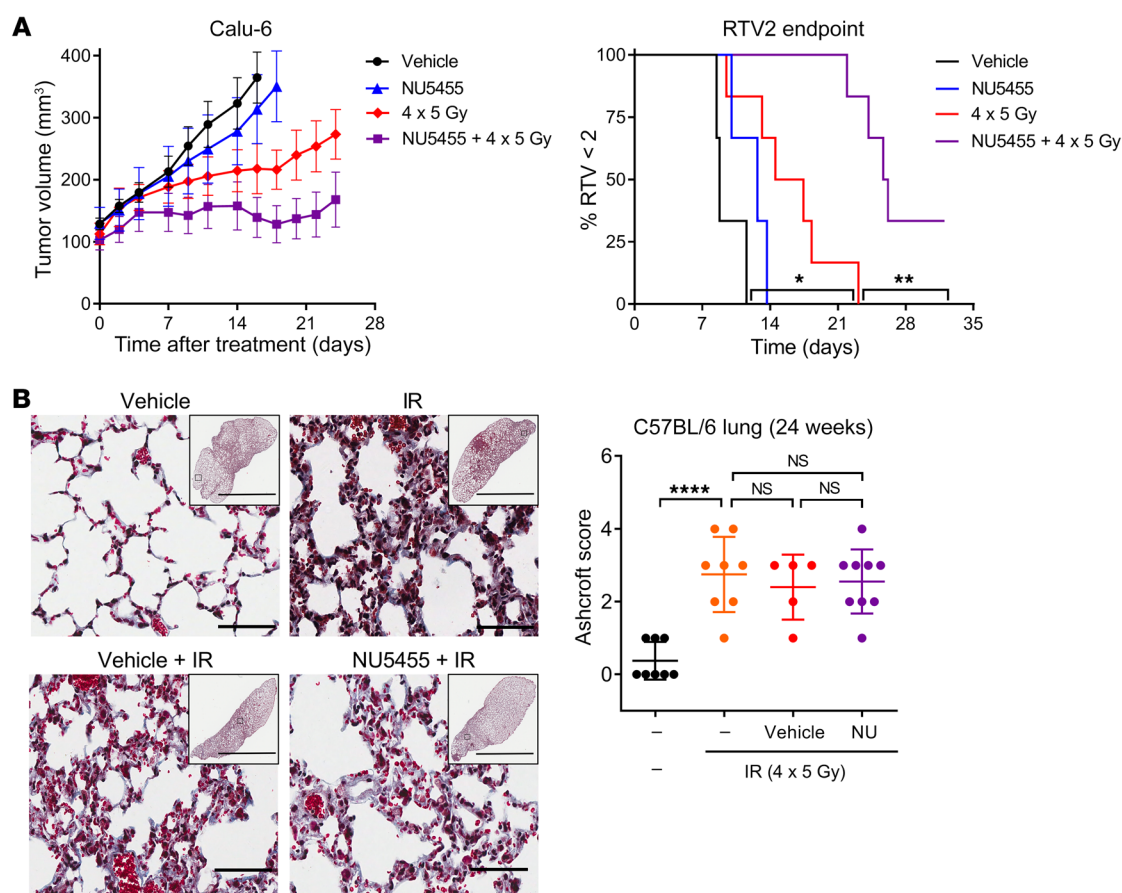 A
Calu-6
Tumor volume (mm³)
400
300
200
100
0
0 7 14 21 28
Time after treatment (days)
Vehicle
NU5455
4 x 5 Gy
NU5455 + 4 x 5 Gy
RTV2 endpoint
% RTV < 2
100
75
50
25
0
* **
0 7 14 21 28 35
Time (days)
Vehicle
NU5455
4 x 5 Gy
NU5455 + 4 x 5 Gy
B
Vehicle
IR
Vehicle + IR
NU5455 + IR
C57BL/6 lung (24 weeks)
Ashcroft score
6
4
2
0
NS
**** NS NS
– – Vehicle NU
– IR (4 x 5 Gy)